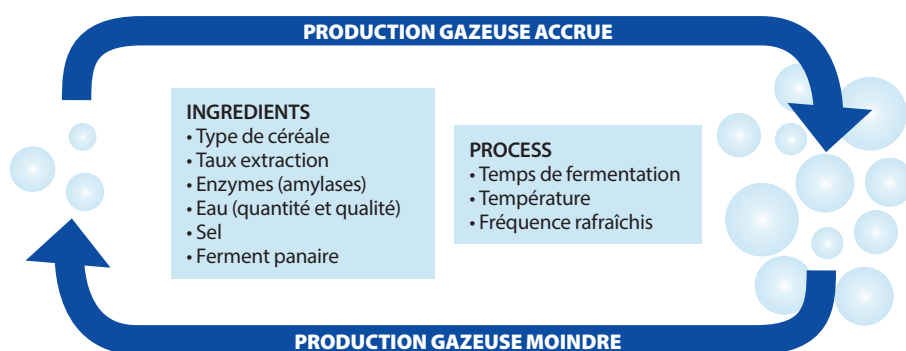 PRODUCTION GAZEUSE ACCRUE
INGREDIENTS
• Type de céréale
• Taux extraction
• Enzymes (amylases)
• Eau (quantité et qualité)
• Sel
• Ferment panaire
PROCESS
• Temps de fermentation
• Température
• Fréquence rafraîchis
PRODUCTION GAZEUSE MOINDRE